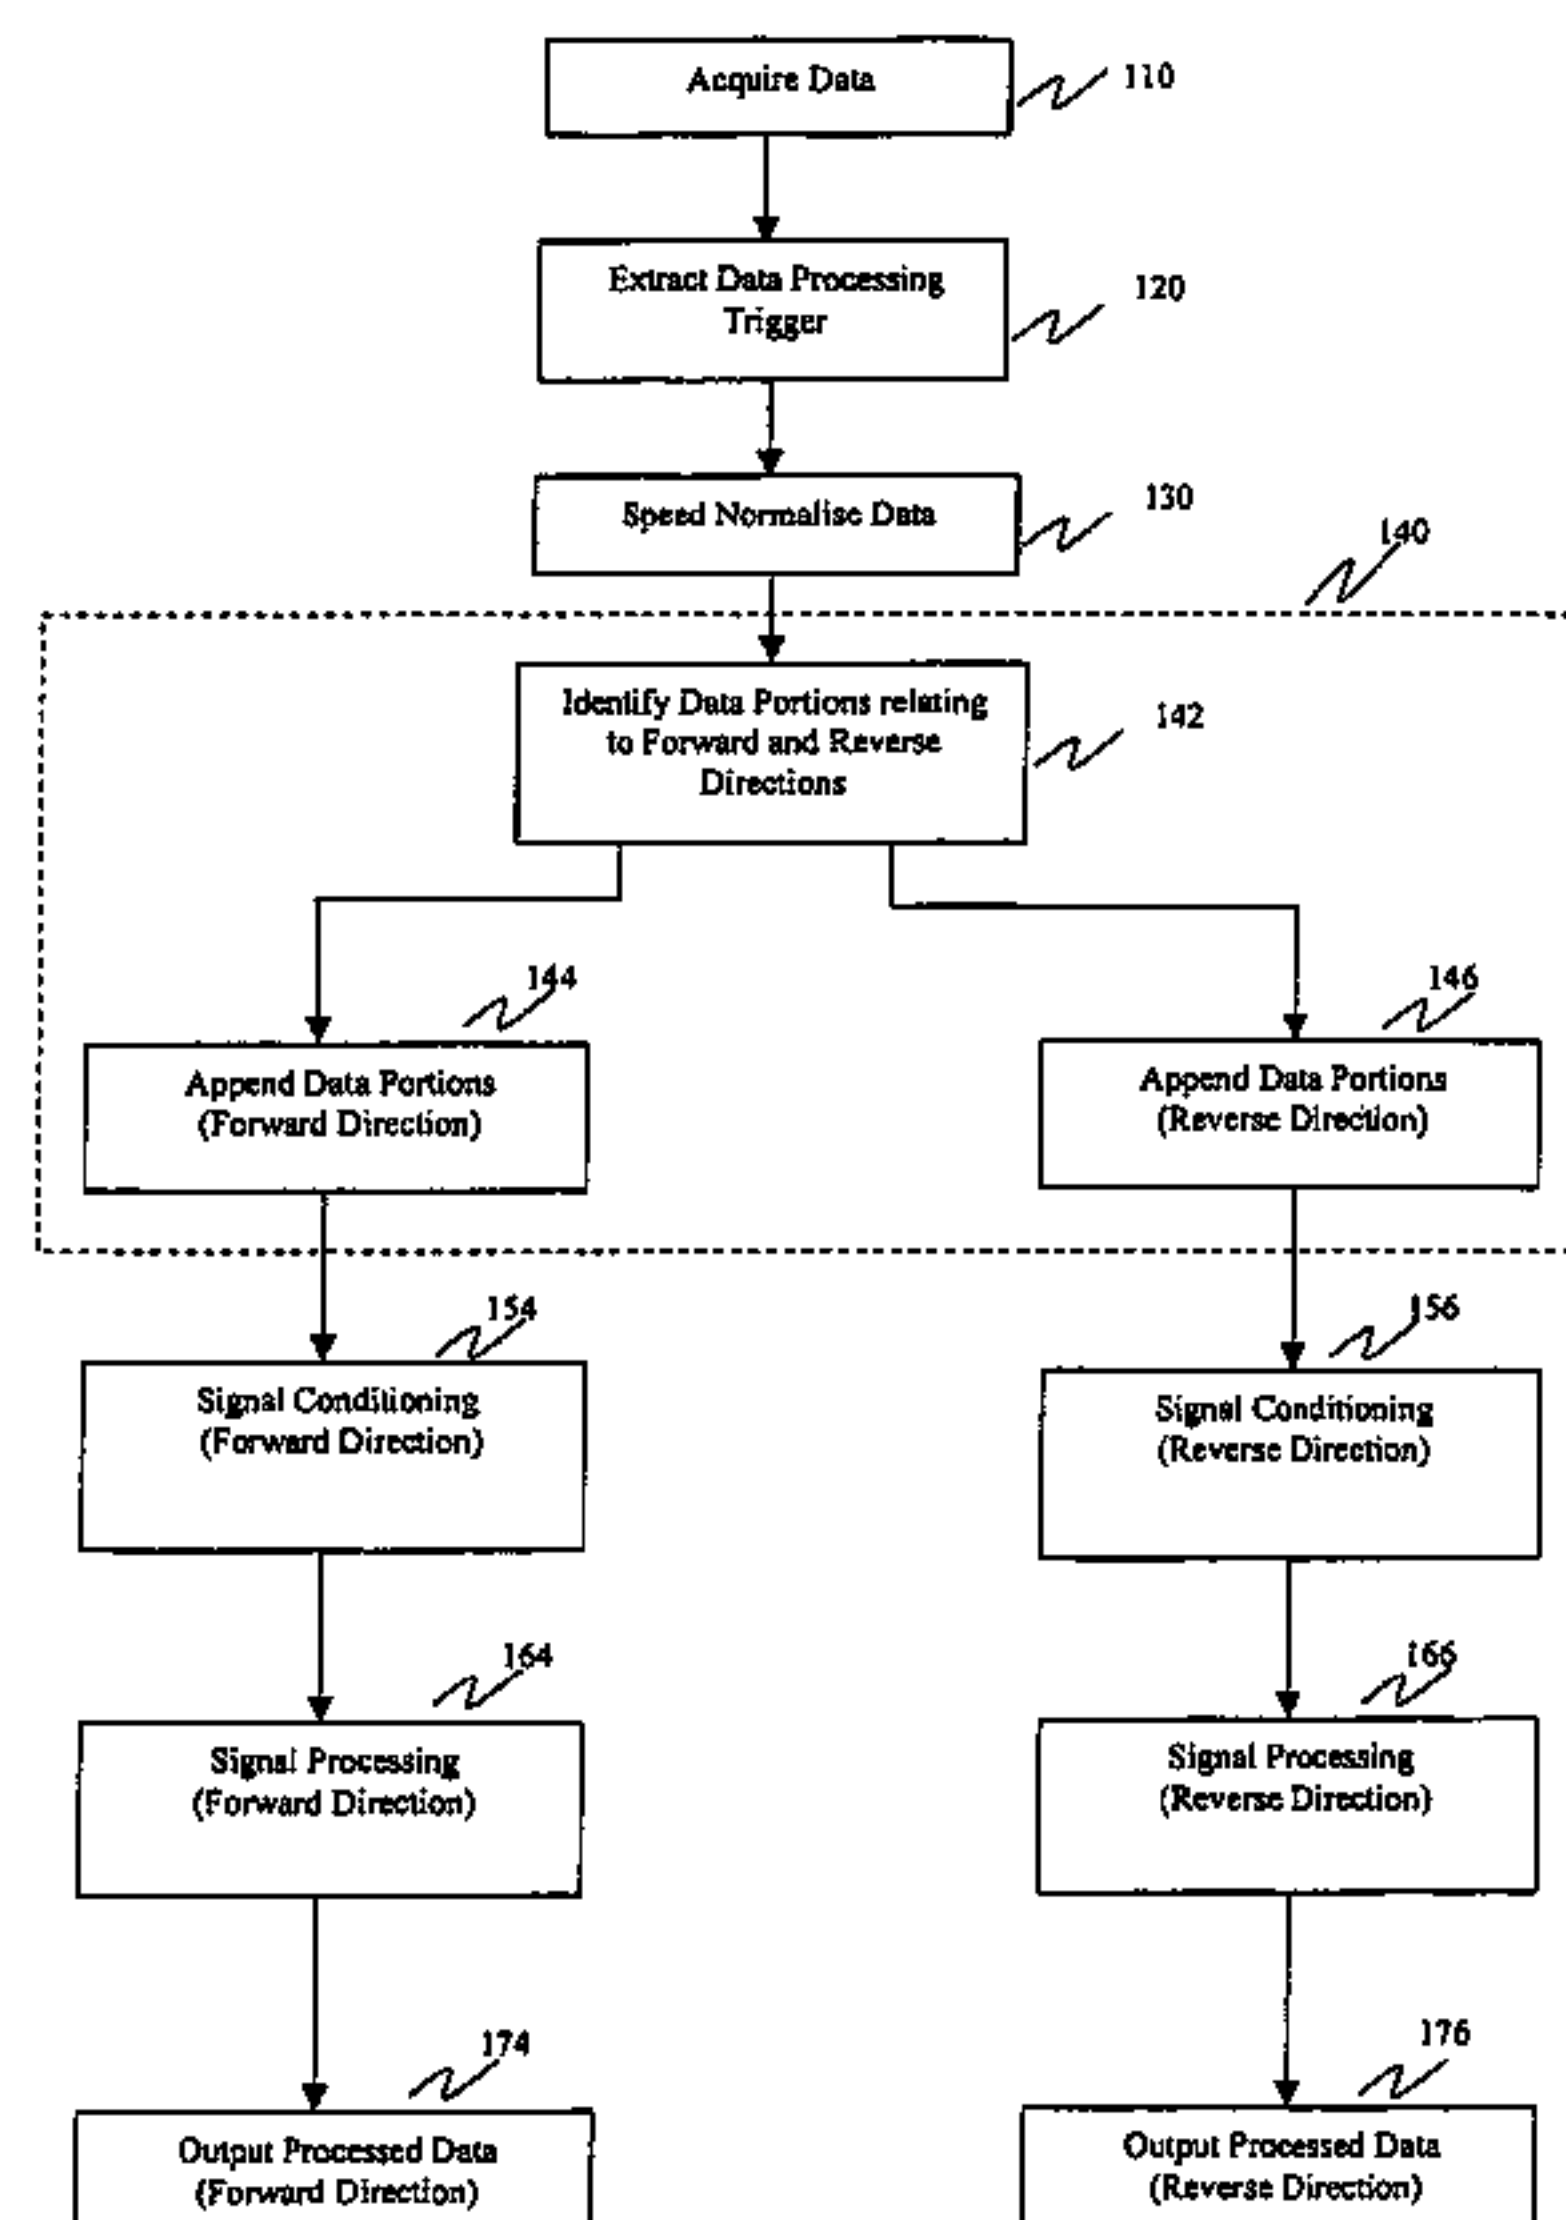 Acquire Data
110
Extract Data Processing
Trigger
120
Speed Normalise Data
130
140
Identify Data Portions relating
to Forward and Reverse
Directions
142
144
Append Data Portions
(Forward Direction)
146
Append Data Portions
(Reverse Direction)
154
Signal Conditioning
(Forward Direction)
156
Signal Conditioning
(Reverse Direction)
164
Signal Processing
(Forward Direction)
166
Signal Processing
(Reverse Direction)
174
Output Processed Data
(Forward Direction)
176
Output Processed Data
(Reverse Direction)